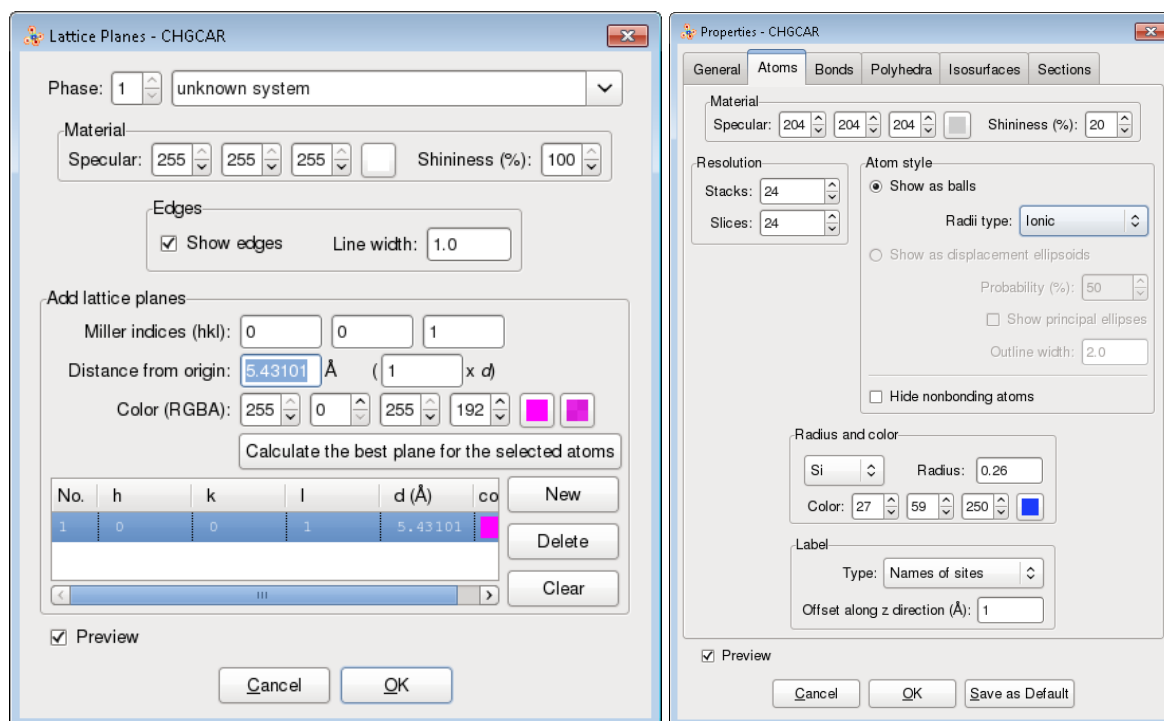 Lattice Planes - CHGCAR
Phase: 1 unknown system
Material
Specular: 255 255 255 Shininess (%): 100
Edges
Show edges Line width: 1.0
Add lattice planes
Miller indices (hkl): 0 0 1
Distance from origin: 5.43101 Å ( 1 x d)
Color (RGBA): 255 0 255 192
Calculate the best plane for the selected atoms
No. h k l d (Å) co
1 0 0 1 5.43101
New
Delete
Clear
Preview
Cancel OK
Properties - CHGCAR
General Atoms Bonds Polyhedra Isosurfaces Sections
Material
Specular: 204 204 204 Shininess (%): 20
Resolution
Stacks: 24
Slices: 24
Atom style
Show as balls
Radii type: Ionic
Show as displacement ellipsoids
Probability (%): 50
Show principal ellipses
Outline width: 2.0
Hide nonbonding atoms
Radius and color
Si Radius: 0.26
Color: 27 59 250
Label
Type: Names of sites
Offset along z direction (Å): 1
Preview
Cancel OK Save as Default